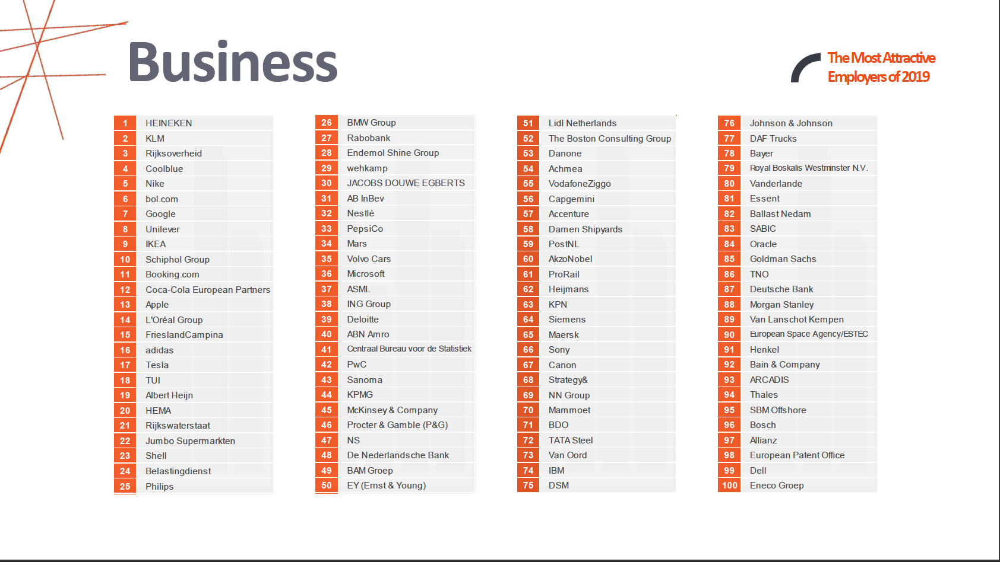 Business
The Most Attractive
Employers of 2019
1 HEINEKEN
2 KLM
3 Rijksoverheid
4 Coolblue
5 Nike
6 bol.com
7 Google
8 Unilever
9 IKEA
10 Schiphol Group
11 Booking.com
12 Coca-Cola European Partners
13 Apple
14 L'Oréal Group
15 FrieslandCampina
16 adidas
17 Tesla
18 TUI
19 Albert Heijn
20 HEMA
21 Rijkswaterstaat
22 Jumbo Supermarkten
23 Shell
24 Belastingdienst
25 Philips
26 BMW Group
27 Rabobank
28 Endemol Shine Group
29 wehkamp
30 JACOBS DOUWE EGBERTS
31 AB InBev
32 Nestlé
33 PepsiCo
34 Mars
35 Volvo Cars
36 Microsoft
37 ASML
38 ING Group
39 Deloitte
40 ABN Amro
41 Centraal Bureau voor de Statistiek
42 PwC
43 Sanoma
44 KPMG
45 McKinsey & Company
46 Procter & Gamble (P&G)
47 NS
48 De Nederlandsche Bank
49 BAM Groep
50 EY (Ernst & Young)
51 Lidl Netherlands
52 The Boston Consulting Group
53 Danone
54 Achmea
55 VodafoneZiggo
56 Capgemini
57 Accenture
58 Damen Shipyards
59 PostNL
60 AkzoNobel
61 ProRail
62 Heijmans
63 KPN
64 Siemens
65 Maersk
66 Sony
67 Canon
68 Strategy&
69 NN Group
70 Mammoet
71 BDO
72 TATA Steel
73 Van Oord
74 IBM
75 DSM
76 Johnson & Johnson
77 DAF Trucks
78 Bayer
79 Royal Boskalis Westminster N.V.
80 Vanderlande
81 Essent
82 Ballast Nedam
83 SABIC
84 Oracle
85 Goldman Sachs
86 TNO
87 Deutsche Bank
88 Morgan Stanley
89 Van Lanschot Kempen
90 European Space Agency/ESTEC
91 Henkel
92 Bain & Company
93 ARCADIS
94 Thales
95 SBM Offshore
96 Bosch
97 Allianz
98 European Patent Office
99 Dell
100 Eneco Groep